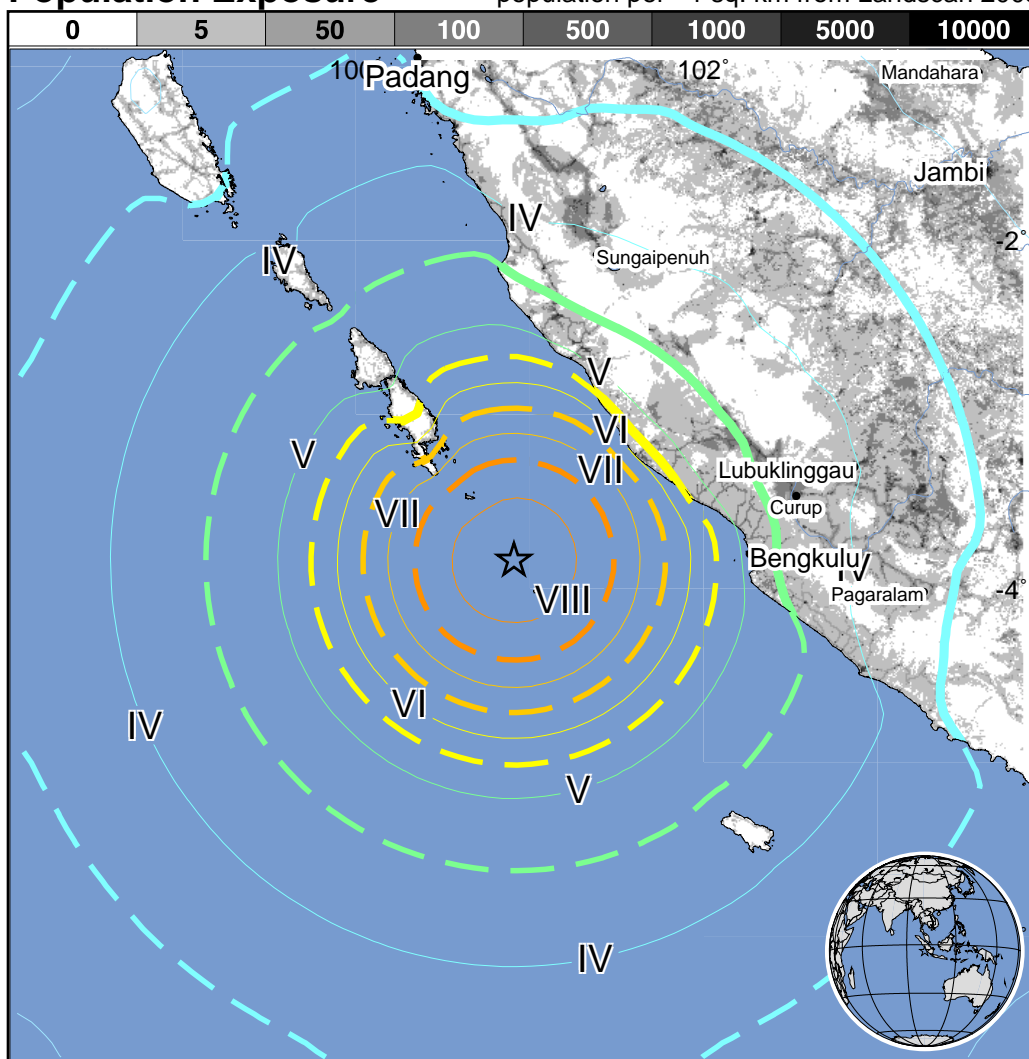 0 5 50 100 500 1000 5000 10000
Padang
102°
Mandahara
Jambi
IV
-2°
IV
Sungaipenuh
V
VI
V
VII
Lubuklinggau
VII
Curup
Bengkulu
IV
-4°
VIII
Pagaralam
VI
IV
V
IV